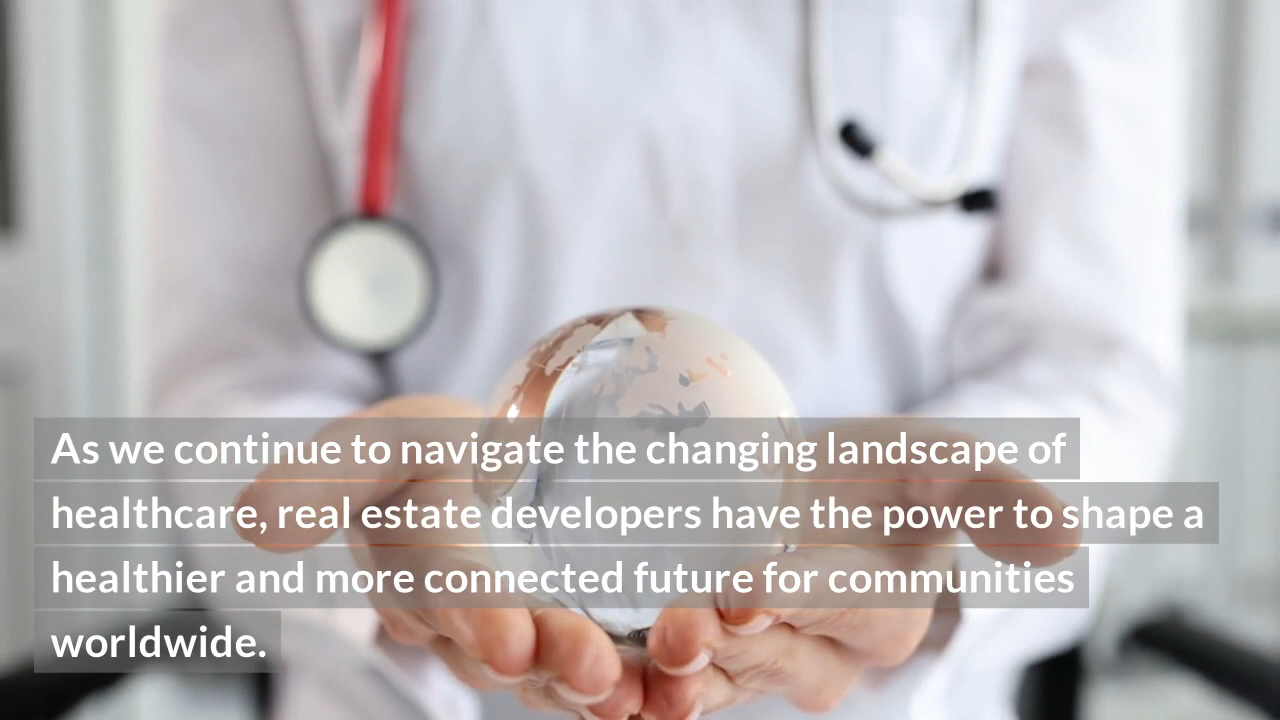 As we continue to navigate the changing landscape of
healthcare, real estate developers have the power to shape a
healthier and more connected future for communities
worldwide.